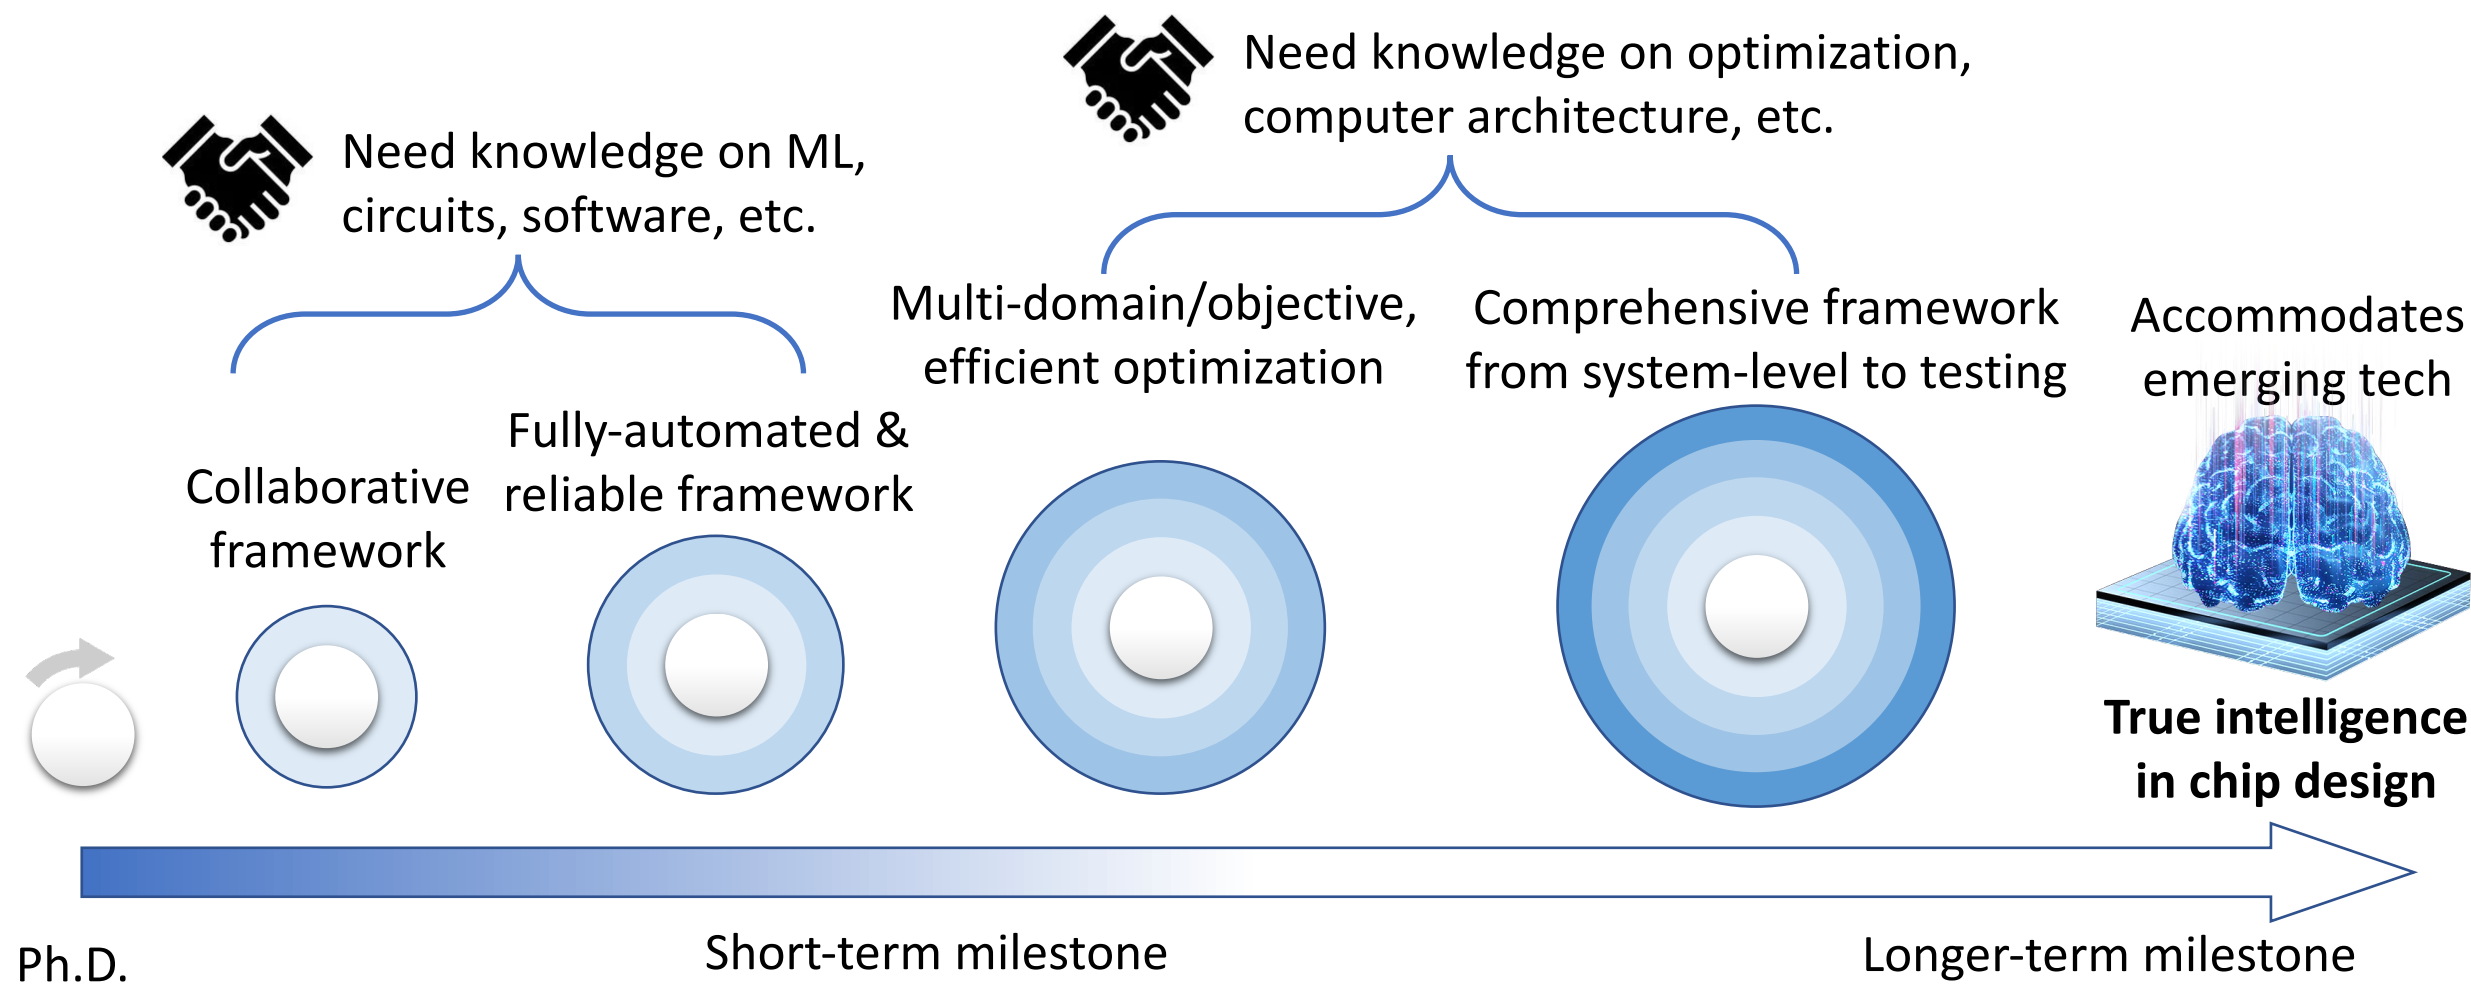 Need knowledge on ML,
circuits, software, etc.
Need knowledge on optimization,
computer architecture, etc.
Collaborative
framework
Fully-automated &
reliable framework
Multi-domain/objective,
efficient optimization
Comprehensive framework
from system-level to testing
Accommodates
emerging tech
True intelligence
in chip design
Ph.D.
Short-term milestone
Longer-term milestone